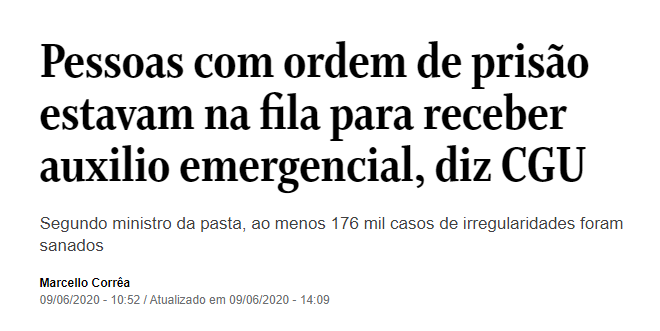 Pessoas com ordem de prisão
estavam na fila para receber
auxilio emergencial, diz CGU
Segundo ministro da pasta, ao menos 176 mil casos de irregularidades foram
sanados
Marcello Corrêa
09/06/2020 - 10:52 / Atualizado em 09/06/2020 - 14:09